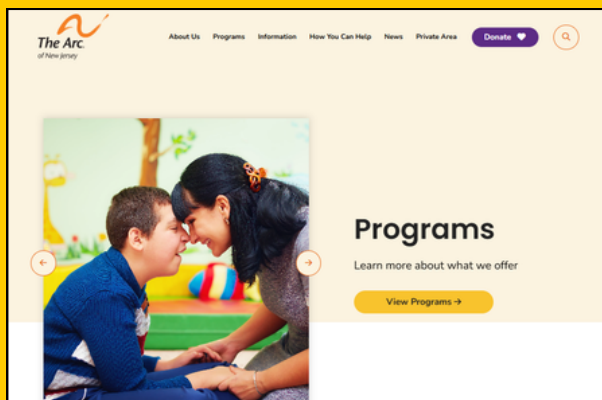 The Arc
of New Jersey
About Us Programs Information How You Can Help News Private Area Donate
Programs
Learn more about what we offer
View Programs →